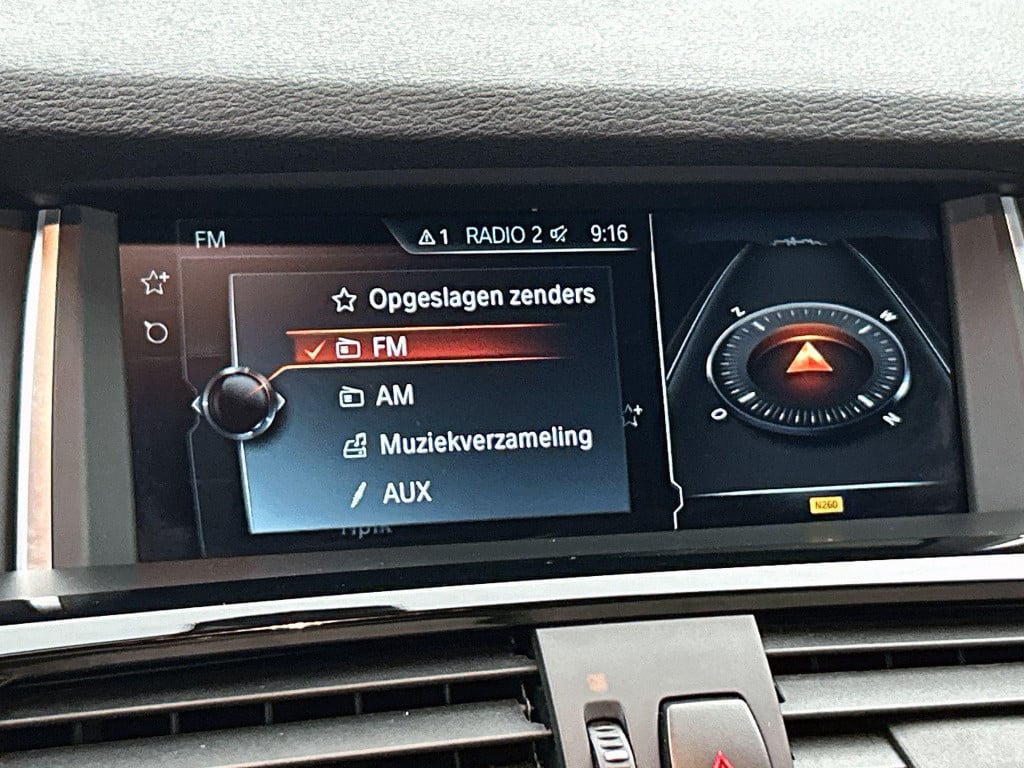 FM
1 RADIO 2 9:16
Opgeslagen zenders
FM
AM
Muziekverzameling
AUX
Z
W
O
N
N260